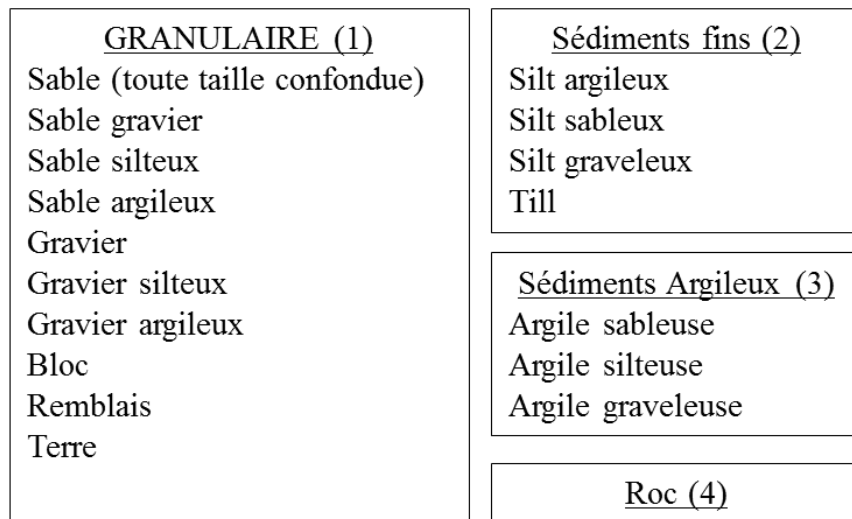 GRANULAIRE (1)
Sable (toute taille confondue)
Sable gravier
Sable silteux
Sable argileux
Gravier
Gravier silteux
Gravier argileux
Bloc
Remblais
Terre
Sédiments fins (2)
Silt argileux
Silt sableux
Silt graveleux
Till
Sédiments Argileux (3)
Argile sableuse
Argile silteuse
Argile graveleuse
Roc (4)